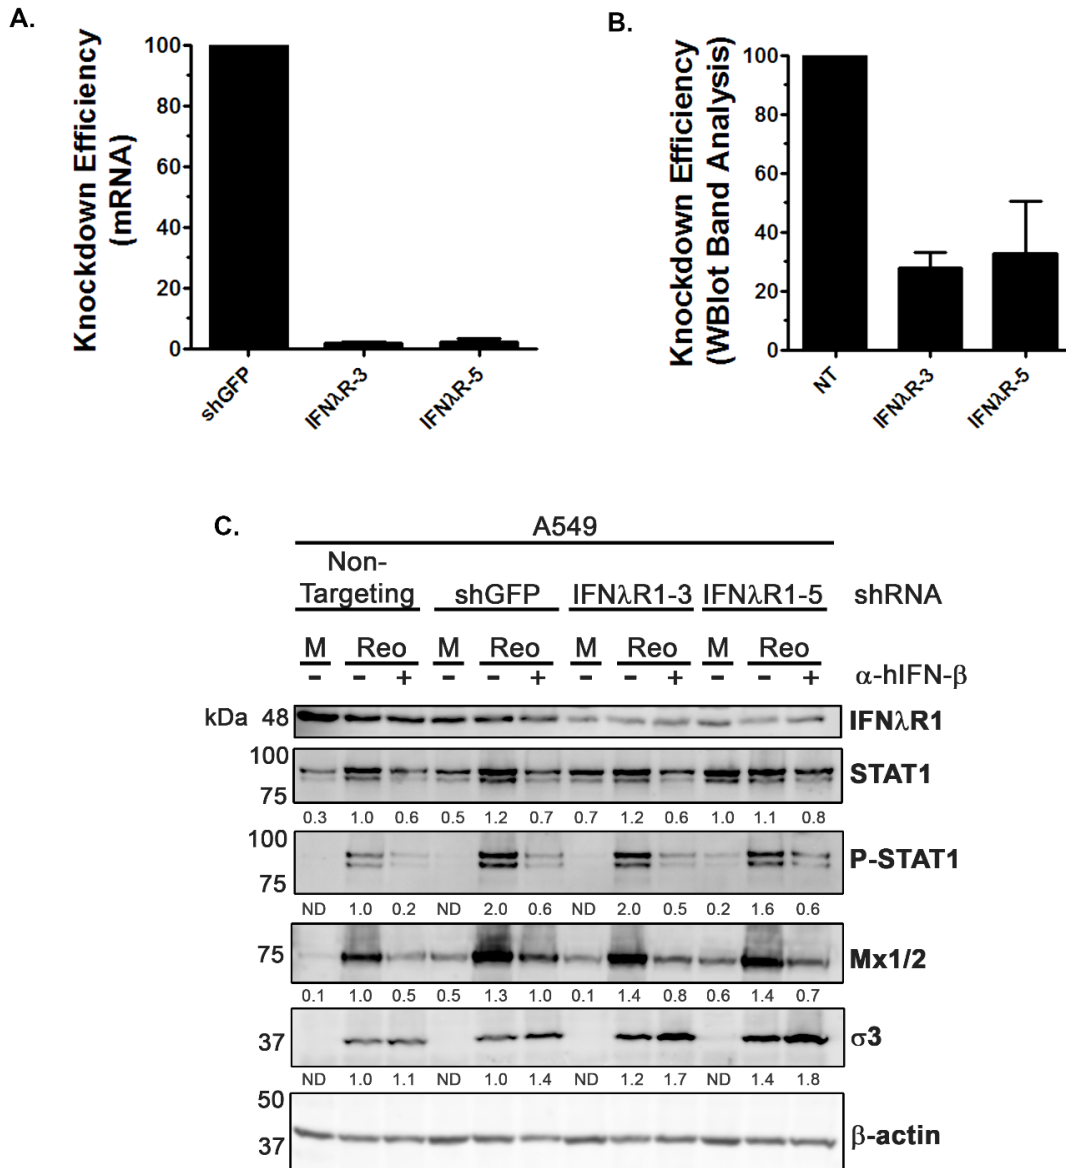 A.
Knockdown Efficiency
(mRNA)
100
80
60
40
20
0
shGFP
IFNλR-3
IFNλR-5
B.
Knockdown Efficiency
(WBlot Band Analysis)
100
80
60
40
20
0
NT
IFNλR-3
IFNλR-5
C.
A549
Non-
Targeting shGFP IFNλR1-3 IFNλR1-5 shRNA
M Reo M Reo M Reo M Reo
- - + - - + - - + - - + α-hIFN-β
kDa 48 IFNλR1
100
75
STAT1
0.3 1.0 0.6 0.5 1.2 0.7 0.7 1.2 0.6 1.0 1.1 0.8
100
75
P-STAT1
ND 1.0 0.2 ND 2.0 0.6 ND 2.0 0.5 0.2 1.6 0.6
75 Mx1/2
0.1 1.0 0.5 0.5 1.3 1.0 0.1 1.4 0.8 0.6 1.4 0.7
37 σ3
ND 1.0 1.1 ND 1.0 1.4 ND 1.2 1.7 ND 1.4 1.8
50
37
β-actin